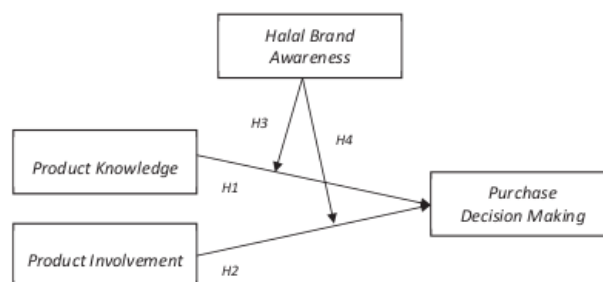 Halal Brand
Awareness
H3
H4
Product Knowledge
H1
Purchase
Decision Making
Product Involvement
H2